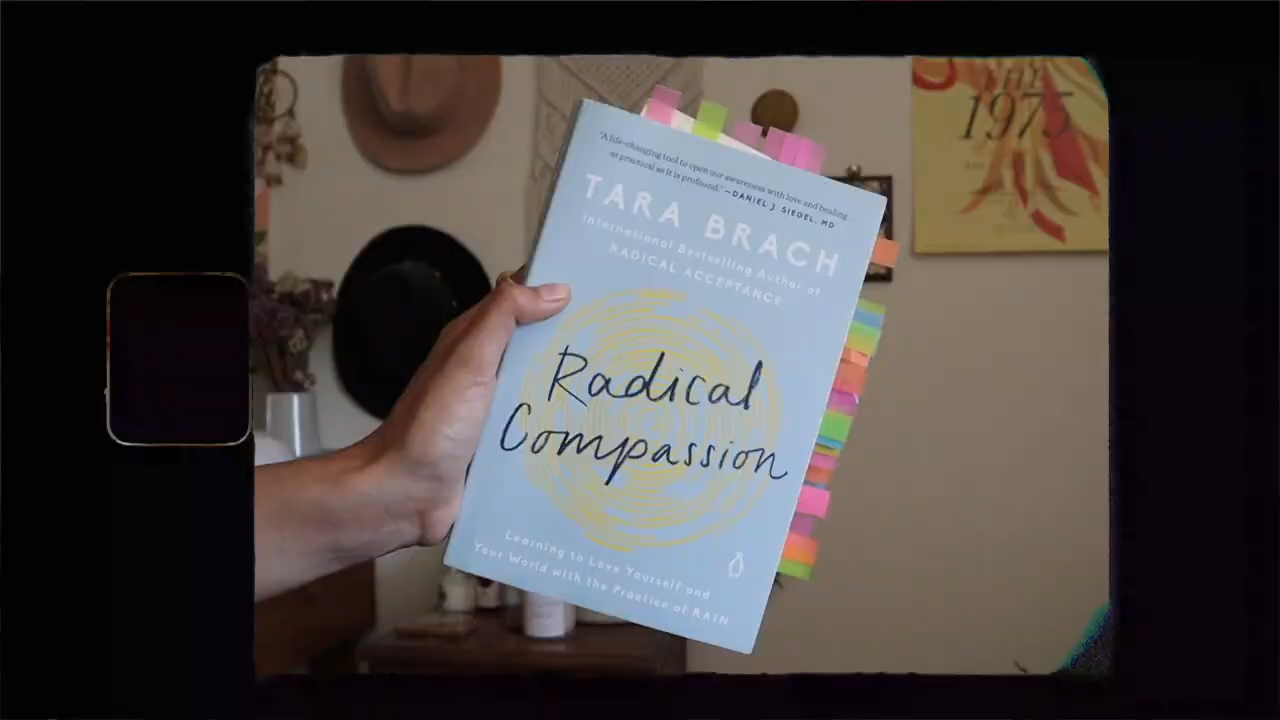 "A life-changing tool to open our awareness with love and healing...
as practical as it is profound." —DANIEL J. SIEGEL, MD
TARA BRACH
International Bestselling Author of
RADICAL ACCEPTANCE
Radical
Compassion
Learning to Love Yourself and
Your World with the Practice of RAIN
THE
1975